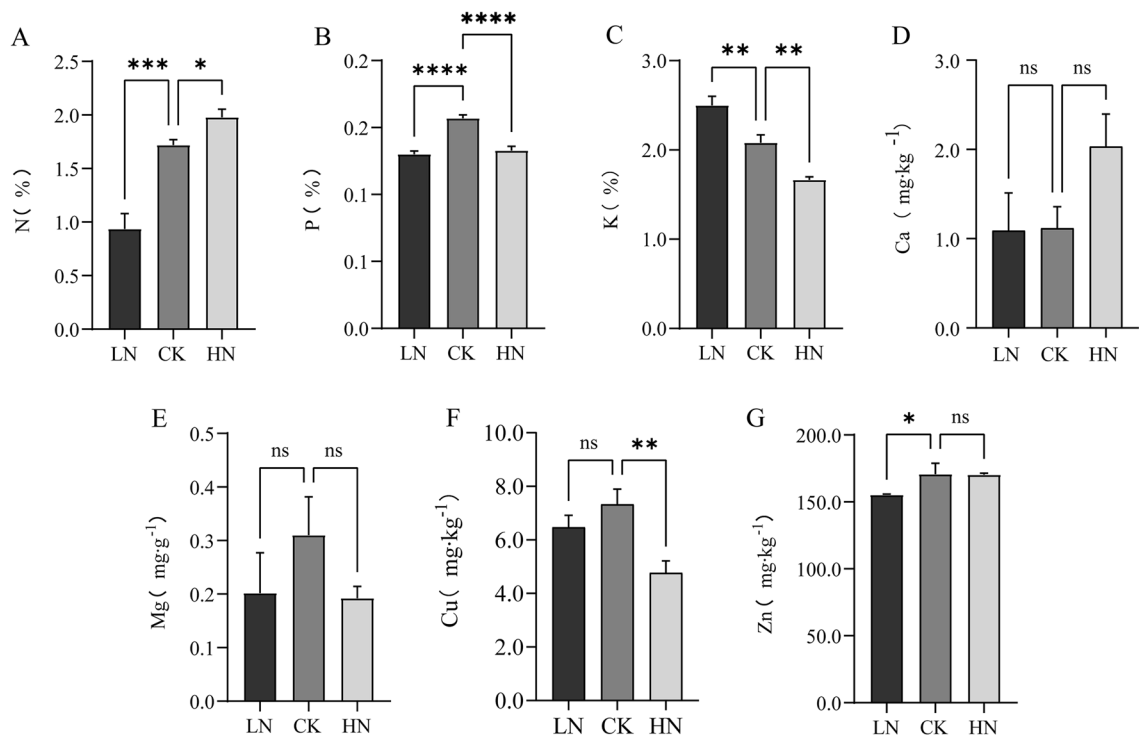 A
N( %)
2.5
2.0
1.5
1.0
0.5
0.0
*** *
LN CK HN
B
P( %)
0.2
0.2
0.1
0.1
0.0
****
****
LN CK HN
C
K( %)
3.0
2.0
1.0
0.0
** **
LN CK HN
D
Ca( mg·kg-1)
3.0
2.0
1.0
0.0
ns ns
LN CK HN
E
Mg( mg·g-1)
0.5
0.4
0.3
0.2
0.1
0.0
ns ns
LN CK HN
F
Cu( mg·kg-1)
10.0
8.0
6.0
4.0
2.0
0.0
ns **
LN CK HN
G
Zn( mg·kg-1)
200.0
150.0
100.0
50.0
0.0
* ns
LN CK HN